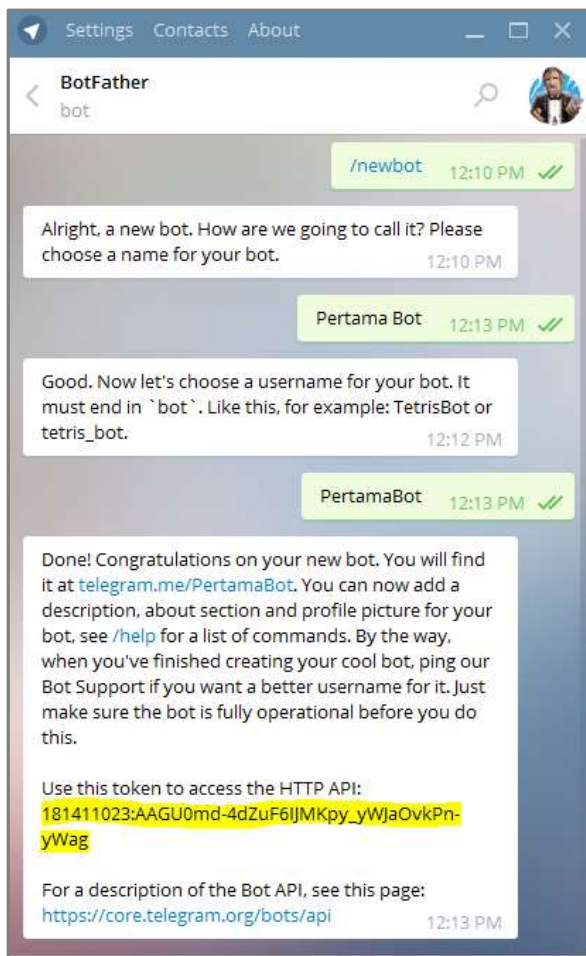 Settings Contacts About
BotFather
bot
/newbot 12:10 PM
Alright, a new bot. How are we
going to call it? Please
choose a name for your bot.
12:10 PM
Pertama Bot 12:13 PM
Good. Now let's choose a username for your bot. It
must end in `bot`. Like this, for example: TetrisBot or
tetris_bot.
12:12 PM
PertamaBot 12:13 PM
Done! Congratulations on your new bot. You will find
it at telegram.me/PertamaBot. You can now add a
description, about section and profile picture for your
bot, see /help for a list of commands. By the way,
when you've finished creating your cool bot, ping our
Bot Support if you want a better username for it. Just
make sure the bot is fully operational before you do
this.
Use this token to access the HTTP API:
181411023:AAGU0md-4dZuF6IJMKpy_yWJaOvkPn-
yWag
For a description of the Bot API, see this page:
https://core.telegram.org/bots/api 12:13 PM